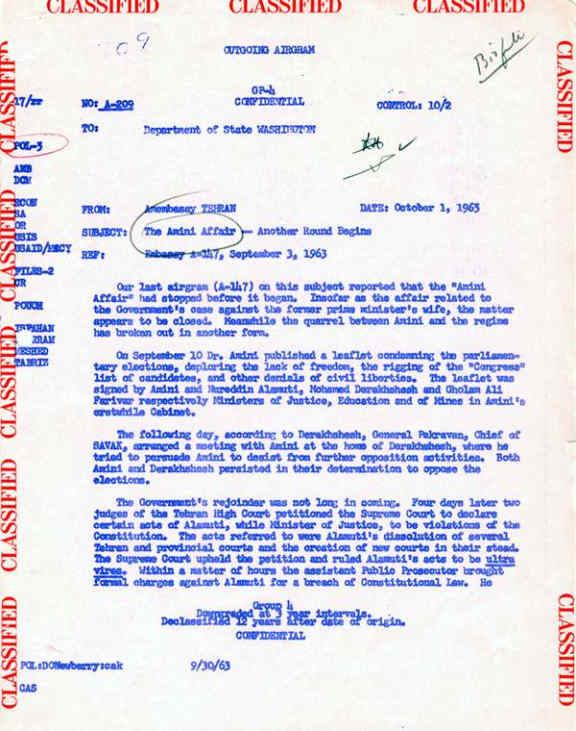 CLASSIFIED CLASSIFIED CLASSIFIED
09
OUTGOING AIRGRAM
GP-4
17/rr NO: A-209 CONFIDENTIAL CONTROL: 10/2
TO: Department of State WASHINGTON
POL-3
AMB
DCM
ECON
FROM: Amembassy TEHRAN DATE: October 1, 1963
OR
USIS SUBJECT: The Amini Affair — Another Round Begins
USAID/HECY
REF: Embassy A-147, September 3, 1963
FILES-2
CR
POUCH
TABRIZ
Our last airgram (A-147) on this subject reported that the "Amini
Affair" had stopped before it began. Insofar as the affair related to
the Government's case against the former prime minister's wife, the matter
appears to be closed. Meanwhile the quarrel between Amini and the regime
has broken out in another form.
On September 10 Dr. Amini published a leaflet condemning the parliamen-
tary elections, deploring the lack of freedom, the rigging of the "Congress"
list of candidates, and other denials of civil liberties. The leaflet was
signed by Amini and Nureddin Alamuti, Mohamed Derakhshesh and Gholam Ali
Farivar respectively Ministers of Justice, Education and of Mines in Amini's
erstwhile Cabinet.
The following day, according to Derakhshesh, General Pakravan, Chief of
SAVAK, arranged a meeting with Amini at the home of Derakhshesh, where he
tried to persuade Amini to desist from further opposition activities. Both
Amini and Derakhshesh persisted in their determination to oppose the
elections.
The Government's rejoinder was not long in coming. Four days later two
judges of the Tehran High Court petitioned the Supreme Court to declare
certain acts of Alamuti, while Minister of Justice, to be violations of the
Constitution. The acts referred to were Alamuti's dissolution of several
Tehran and provincial courts and the creation of new courts in their stead.
The Supreme Court upheld the petition and ruled Alamuti's acts to be ultra
vires. Within a matter of hours the assistant Public Prosecutor brought
formal charges against Alamuti for a breach of Constitutional Law. He
Group 4
Downgraded at 3 year intervals.
Declassified 12 years after date of origin.
CONFIDENTIAL
POL:DONewberry:cak 9/30/63
CAS
CLASSIFIED
CLASSIFIED
CLASSIFIED
CLASSIFIED
CLASSIFIED
CLASSIFIED
CLASSIFIED
CLASSIFIED